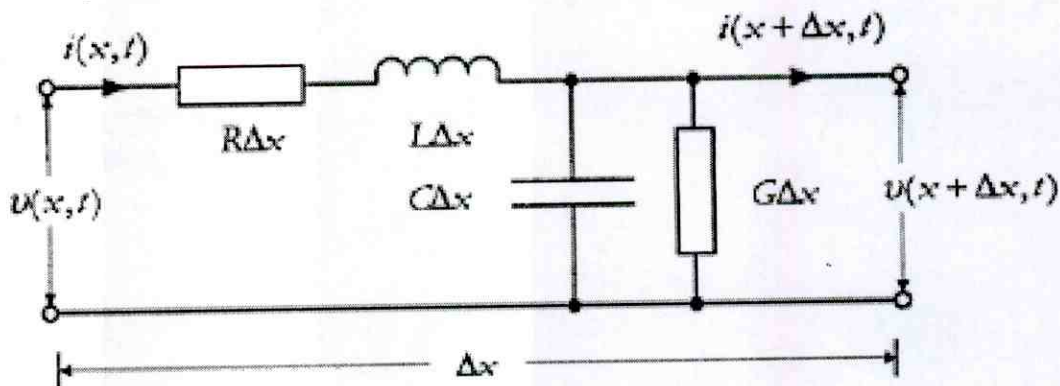 i(x,t) i(x + Δx,t)
RΔx LΔx
υ(x,t) CΔx GΔx υ(x + Δx,t)
Δx